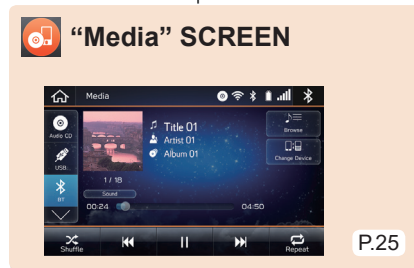 “Media” SCREEN
Media
Audio CD
USB
BT
Title 01
Artist 01
Album 01
1 / 18
Sound
00:24
04:50
Browse
Change Device
Shuffle
Repeat
P.25